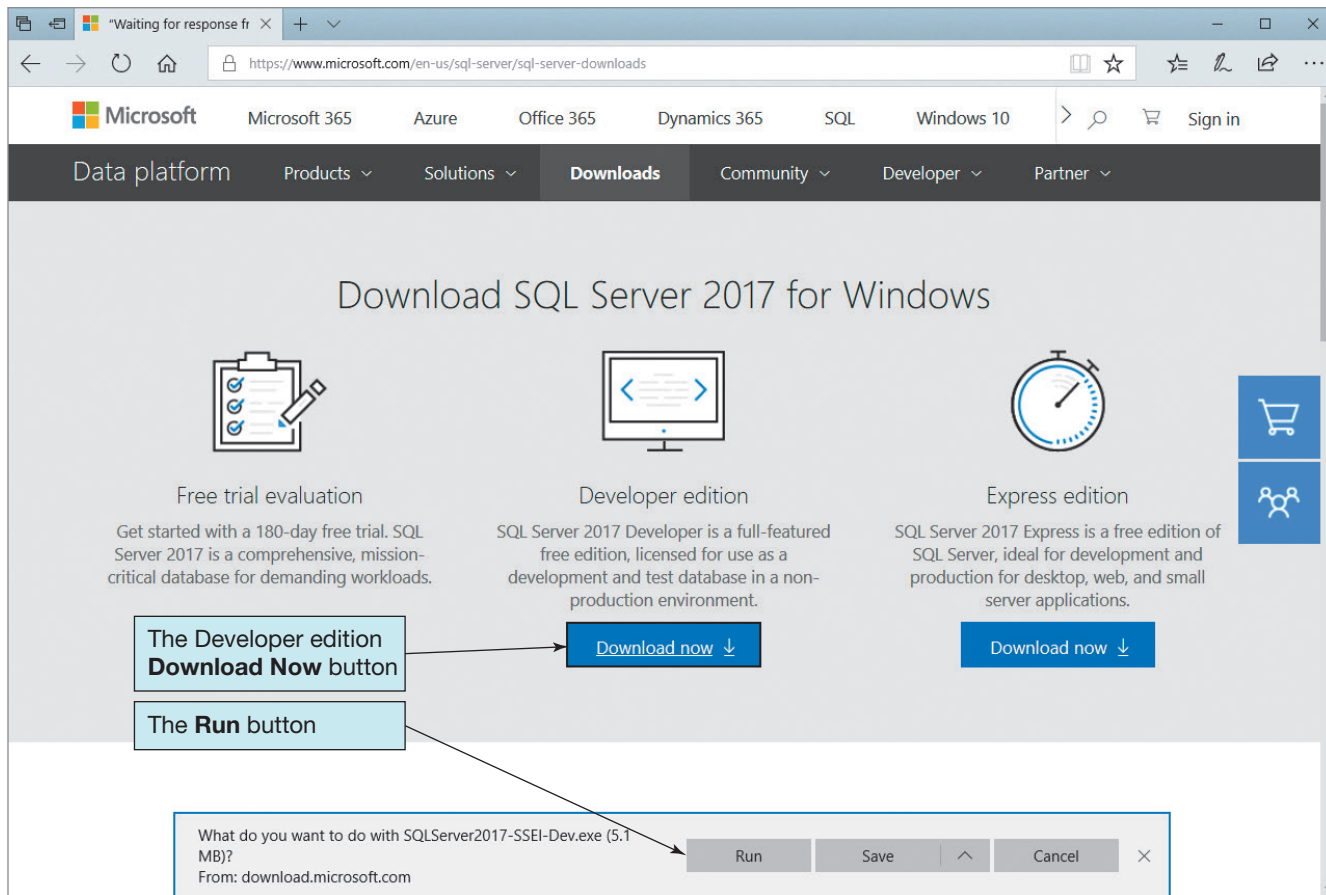 "Waiting for response fr
https://www.microsoft.com/en-us/sql-server/sql-server-downloads
Microsoft
Microsoft 365
Azure
Office 365
Dynamics 365
SQL
Windows 10
Sign in
Data platform
Products
Solutions
Downloads
Community
Developer
Partner
Download SQL Server 2017 for Windows
Free trial evaluation
Get started with a 180-day free trial. SQL
Server 2017 is a comprehensive, mission-
critical database for demanding workloads.
Developer edition
SQL Server 2017 Developer is a full-featured
free edition, licensed for use as a
development and test database in a non-
production environment.
Download now
Express edition
SQL Server 2017 Express is a free edition of
SQL Server, ideal for development and
production for desktop, web, and small
server applications.
Download now
The Developer edition
Download Now button
The Run button
What do you want to do with SQLServer2017-SSEI-Dev.exe (5.1
MB)?
From: download.microsoft.com
Run
Save
Cancel